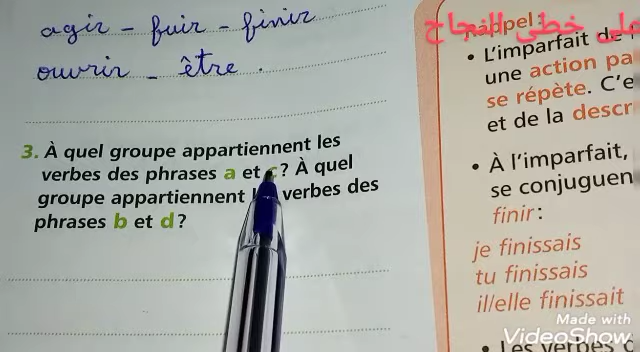 agir - fuir - finir
ouvrir - être .
3. À quel groupe appartiennent les
verbes des phrases a et c ? À quel
groupe appartiennent verbes des
phrases b et d ?
على خطى النجاح
L'imparfait
une action pa
se répète. C'e
et de la descr
• À l'imparfait,
se conjuguen
finir :
je finissais
tu finissais
il/elle finissait
• Les verbes
Made with
VideoShow